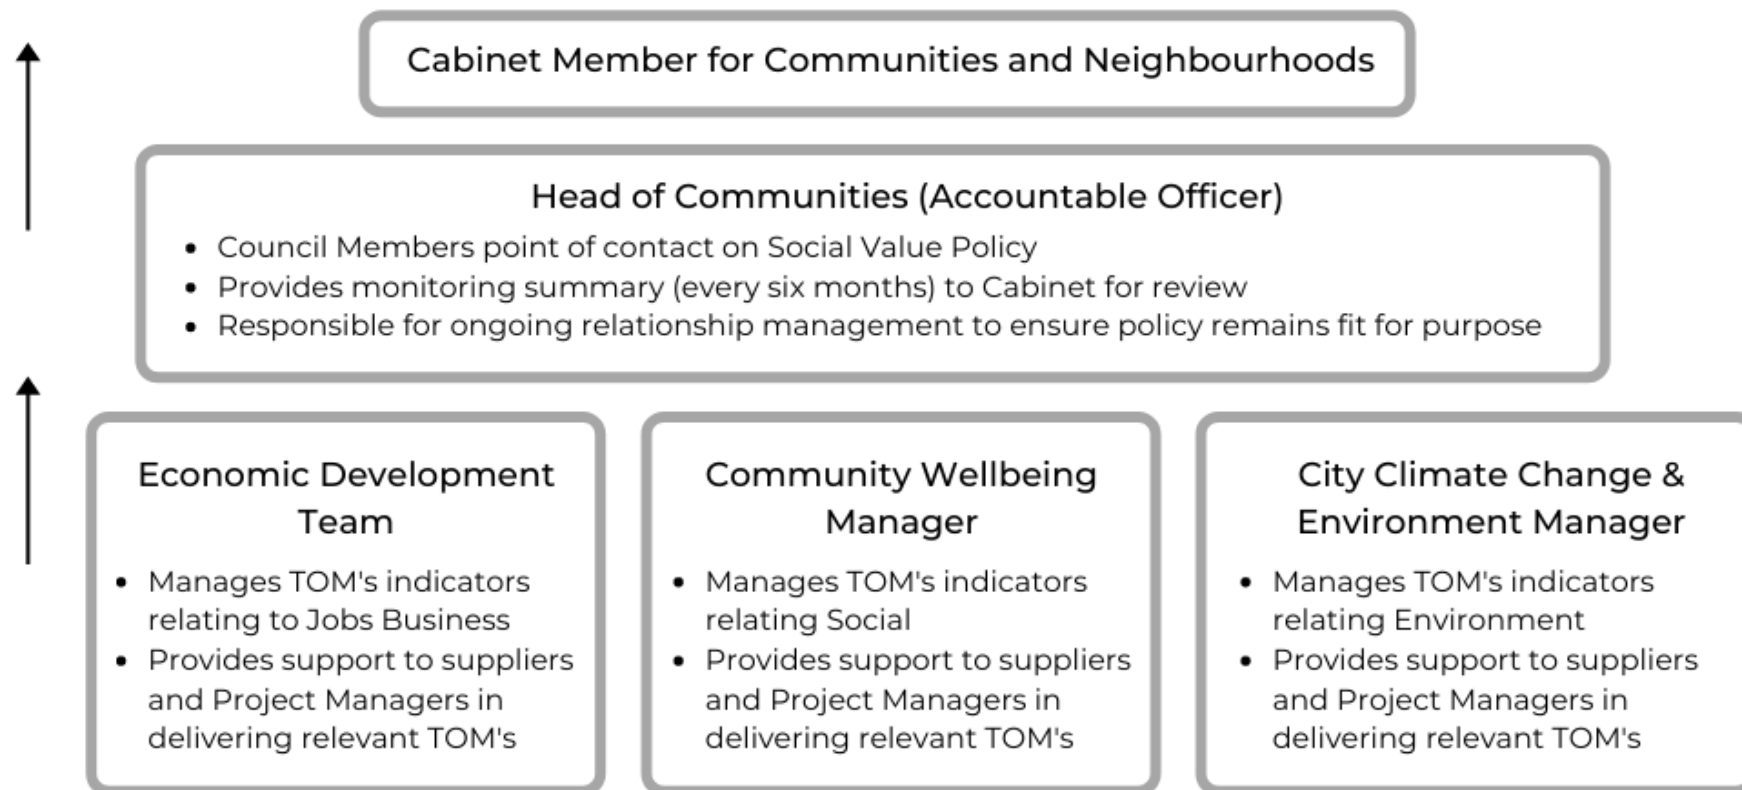 Cabinet Member for Communities and Neighbourhoods
Head of Communities (Accountable Officer)
• Council Members point of contact on Social Value Policy
• Provides monitoring summary (every six months) to Cabinet for review
• Responsible for ongoing relationship management to ensure policy remains fit for purpose
Economic Development
Team
• Manages TOM's indicators
relating to Jobs Business
• Provides support to suppliers
and Project Managers in
delivering relevant TOM's
Community Wellbeing
Manager
• Manages TOM's indicators
relating Social
• Provides support to suppliers
and Project Managers in
delivering relevant TOM's
City Climate Change &
Environment Manager
• Manages TOM's indicators
relating Environment
• Provides support to suppliers
and Project Managers in
delivering relevant TOM's